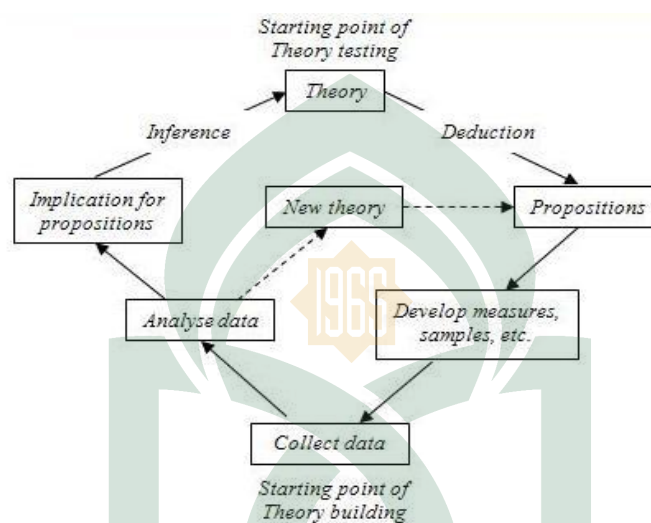 Starting point of
Theory testing
Theory
Inference
Deduction
Implication for
propositions
New theory
Propositions
1965
Analyse data
Develop measures,
samples, etc.
Collect data
Starting point of
Theory building